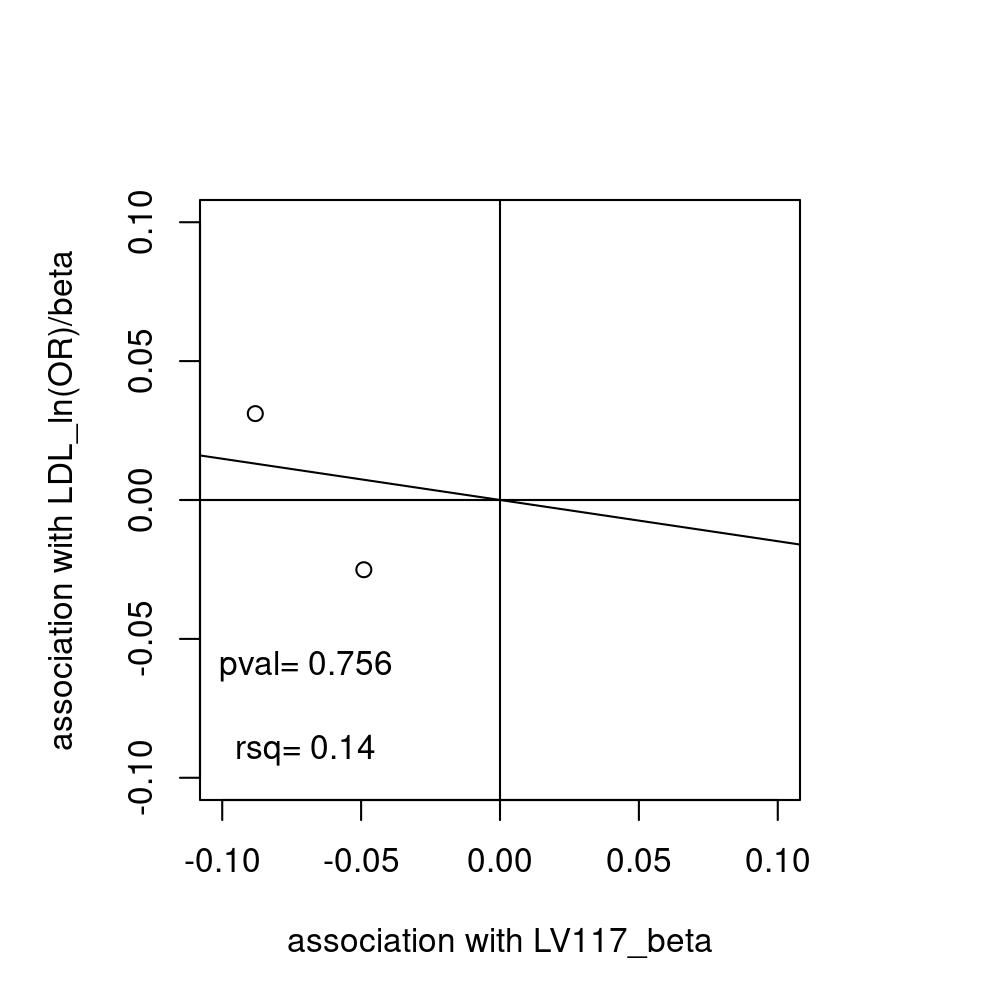 association with LDL_ln(OR)/beta
0.10
0.05
0.00
-0.05
-0.10
pval= 0.756
rsq= 0.14
-0.10 -0.05 0.00 0.05 0.10
association with LV117_beta